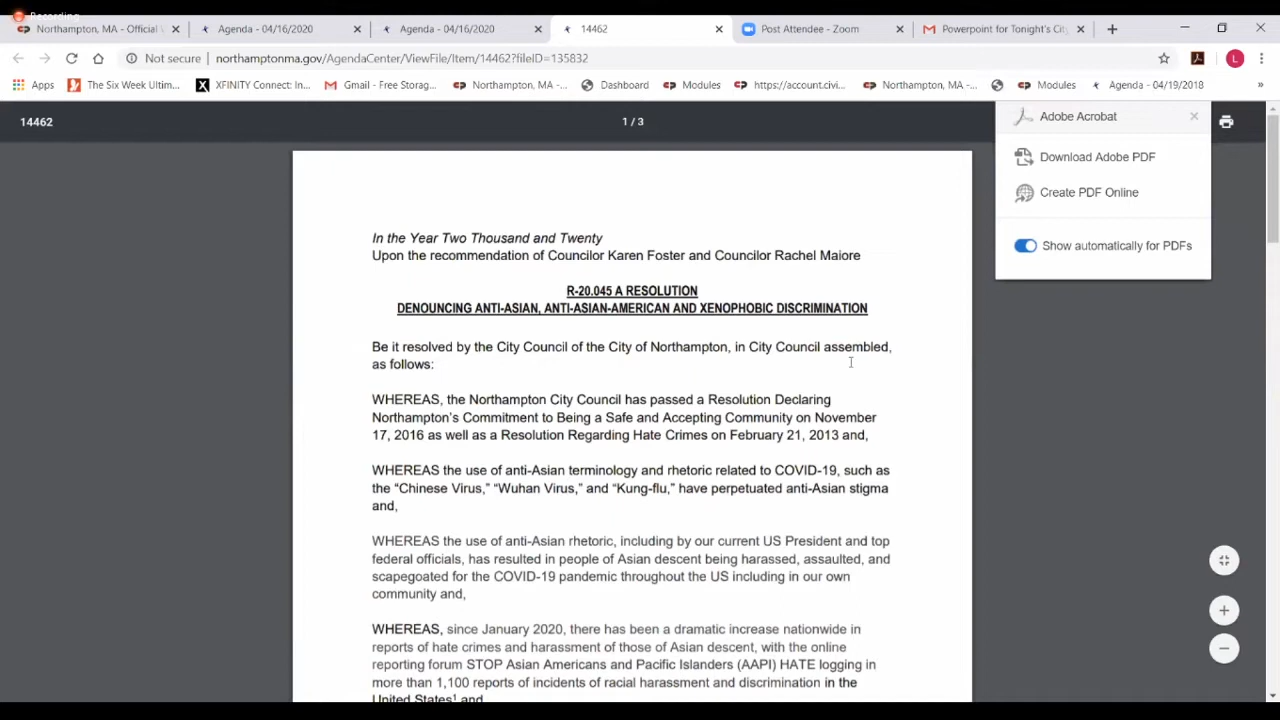 Recording
Northampton, MA - Official
Agenda - 04/16/2020
Agenda - 04/16/2020
14462
Post Attendee - Zoom
Powerpoint for Tonight's Cit
Not secure | northamptonma.gov/AgendaCenter/ViewFile/Item/14462?fileID=135832
L
Apps
The Six Week Ultim...
XFINITY Connect: In...
Gmail - Free Storag...
Northampton, MA -...
Dashboard
Modules
https://account.civi...
Northampton, MA -...
Modules
Agenda - 04/19/2018
»
14462
1 / 3
Adobe Acrobat
Download Adobe PDF
Create PDF Online
Show automatically for PDFs
In the Year Two Thousand and Twenty
Upon the recommendation of Councilor Karen Foster and Councilor Rachel Maiore
R-20.045 A RESOLUTION
DENOUNCING ANTI-ASIAN, ANTI-ASIAN-AMERICAN AND XENOPHOBIC DISCRIMINATION
Be it resolved by the City Council of the City of Northampton, in City Council assembled,
as follows:
WHEREAS, the Northampton City Council has passed a Resolution Declaring
Northampton's Commitment to Being a Safe and Accepting Community on November
17, 2016 as well as a Resolution Regarding Hate Crimes on February 21, 2013 and,
WHEREAS the use of anti-Asian terminology and rhetoric related to COVID-19, such as
the “Chinese Virus,” “Wuhan Virus,” and “Kung-flu,” have perpetuated anti-Asian stigma
and,
WHEREAS the use of anti-Asian rhetoric, including by our current US President and top
federal officials, has resulted in people of Asian descent being harassed, assaulted, and
scapegoated for the COVID-19 pandemic throughout the US including in our own
community and,
WHEREAS, since January 2020, there has been a dramatic increase nationwide in
reports of hate crimes and harassment of those of Asian descent, with the online
reporting forum STOP Asian Americans and Pacific Islanders (AAPI) HATE logging in
more than 1,100 reports of incidents of racial harassment and discrimination in the
United States¹ and